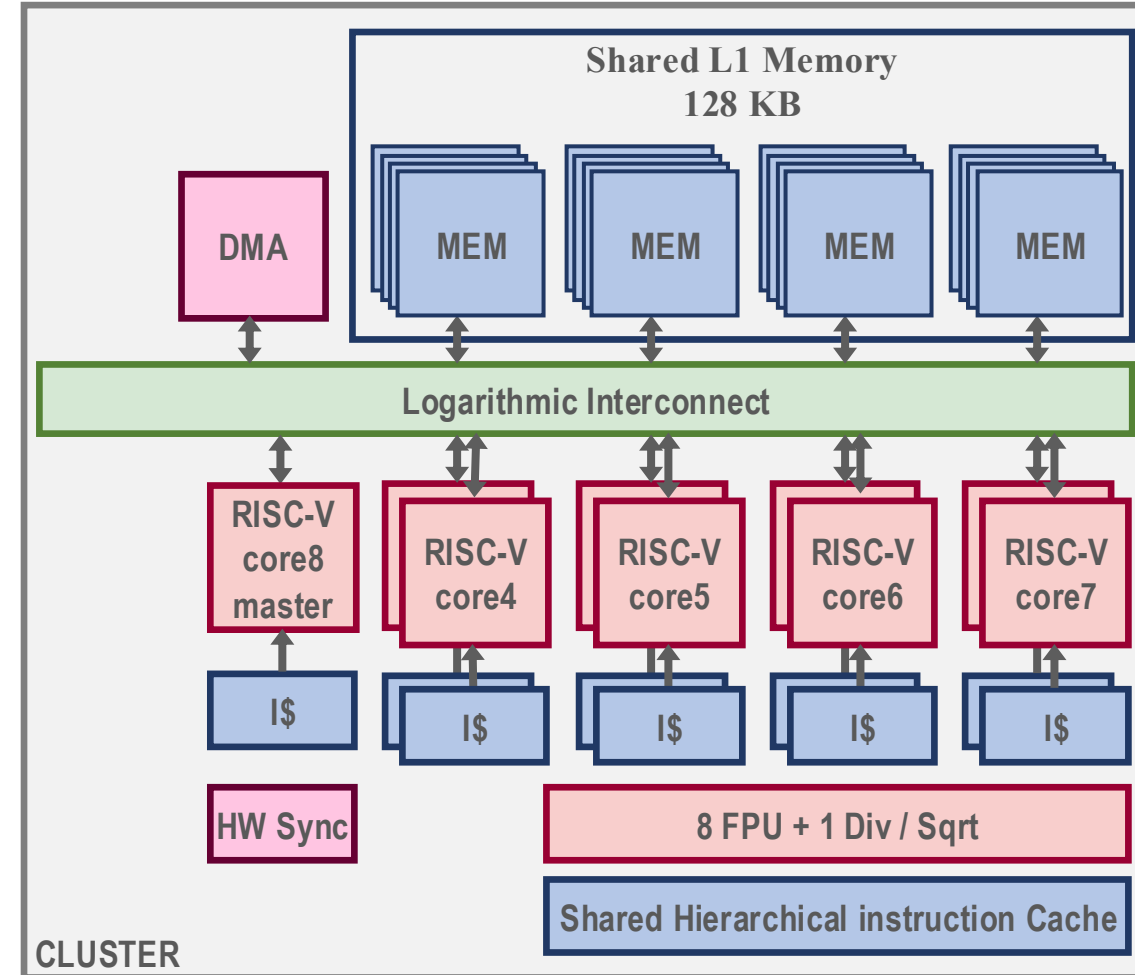 Shared L1 Memory
128 KB
DMA
MEM
MEM
MEM
MEM
Logarithmic Interconnect
RISC-V
core8
master
RISC-V
core4
RISC-V
core5
RISC-V
core6
RISC-V
core7
I$
I$
I$
I$
I$
HW Sync
8 FPU + 1 Div / Sqrt
Shared Hierarchical instruction Cache
CLUSTER